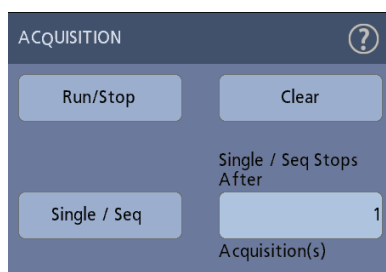 ACQUISITION ?
Run/Stop Clear
Single / Seq Stops
After
Single / Seq 1
Acquisition(s)